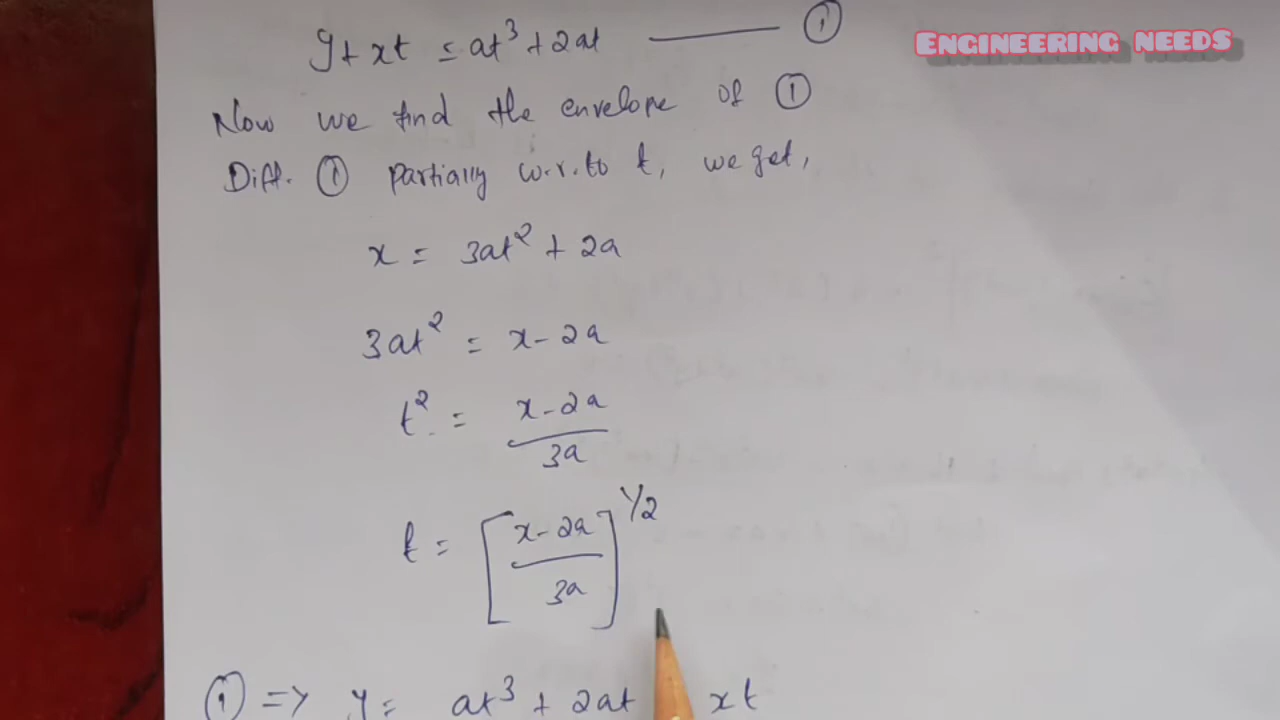 y + xt = at³ + 2at ——— ①
ENGINEERING NEEDS
Now we find the envelope of ①
Diff. ① partially w.r.to t, we get,
x = 3at² + 2a
3at² = x - 2a
t² = x - 2a / 3a
t = [x - 2a / 3a]^1/2
① => y = at³ + 2at xt